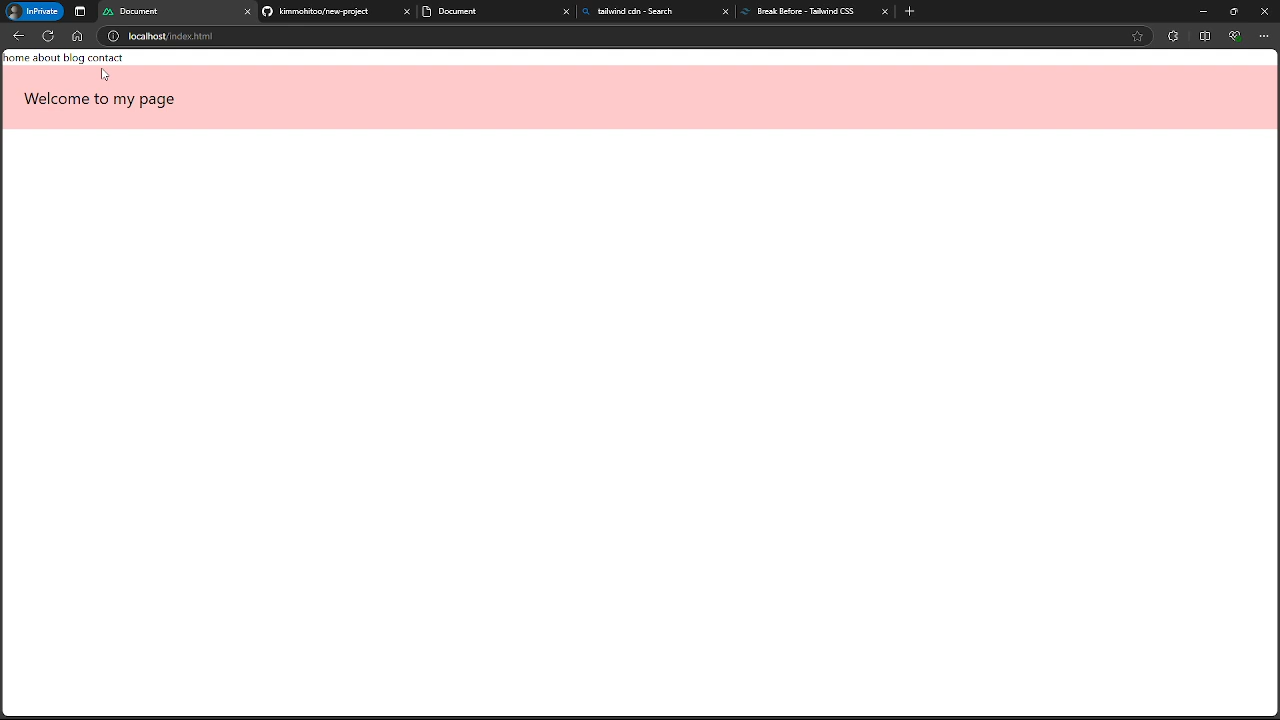 InPrivate Document kimmohitoo/new-project Document tailwind cdn - Search Break Before - Tailwind CSS
localhost/index.html
home about blog contact
Welcome to my page